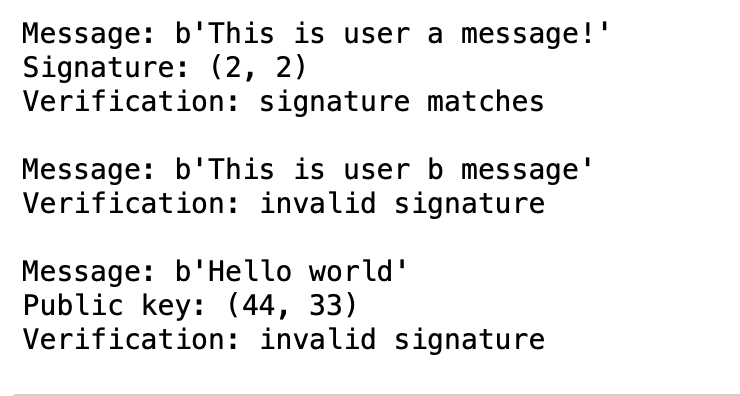 Message: b'This is user a message!'
Signature: (2, 2)
Verification: signature matches
Message: b'This is user b message'
Verification: invalid signature
Message: b'Hello world'
Public key: (44, 33)
Verification: invalid signature